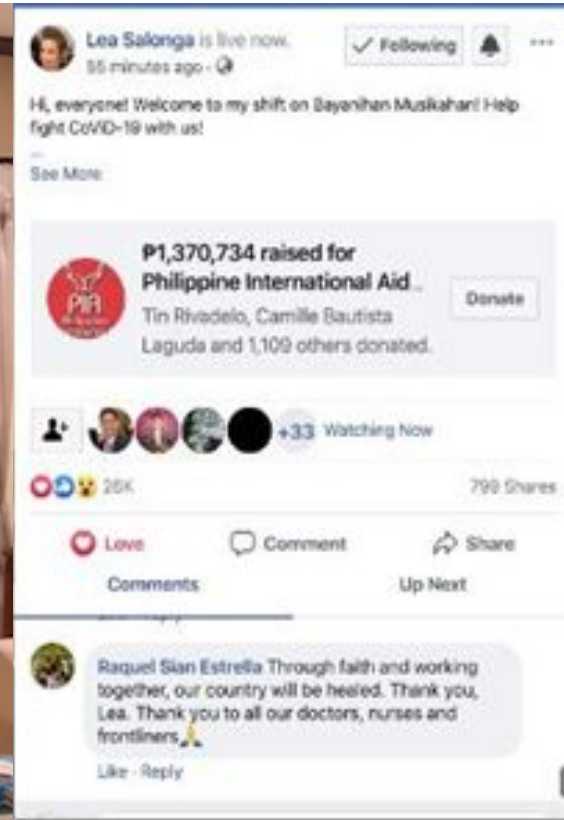 Lea Salonga is live now.
55 minutes ago ·
✓ Following
Hi, everyone! Welcome to my shift on Bayanihan Musikahan! Help
fight CoViD-19 with us!
...
See More
₱1,370,734 raised for
Philippine International Aid...
Tin Rivadelo, Camille Bautista
Laguda and 1,109 others donated.
PIA
Donate
+33 Watching Now
26K
799 Shares
Love
Comment
Share
Comments
Up Next
Raquel Sian Estrella Through faith and working
together, our country will be healed. Thank you,
Lea. Thank you to all our doctors, nurses and
frontliners🙏
Like · Reply